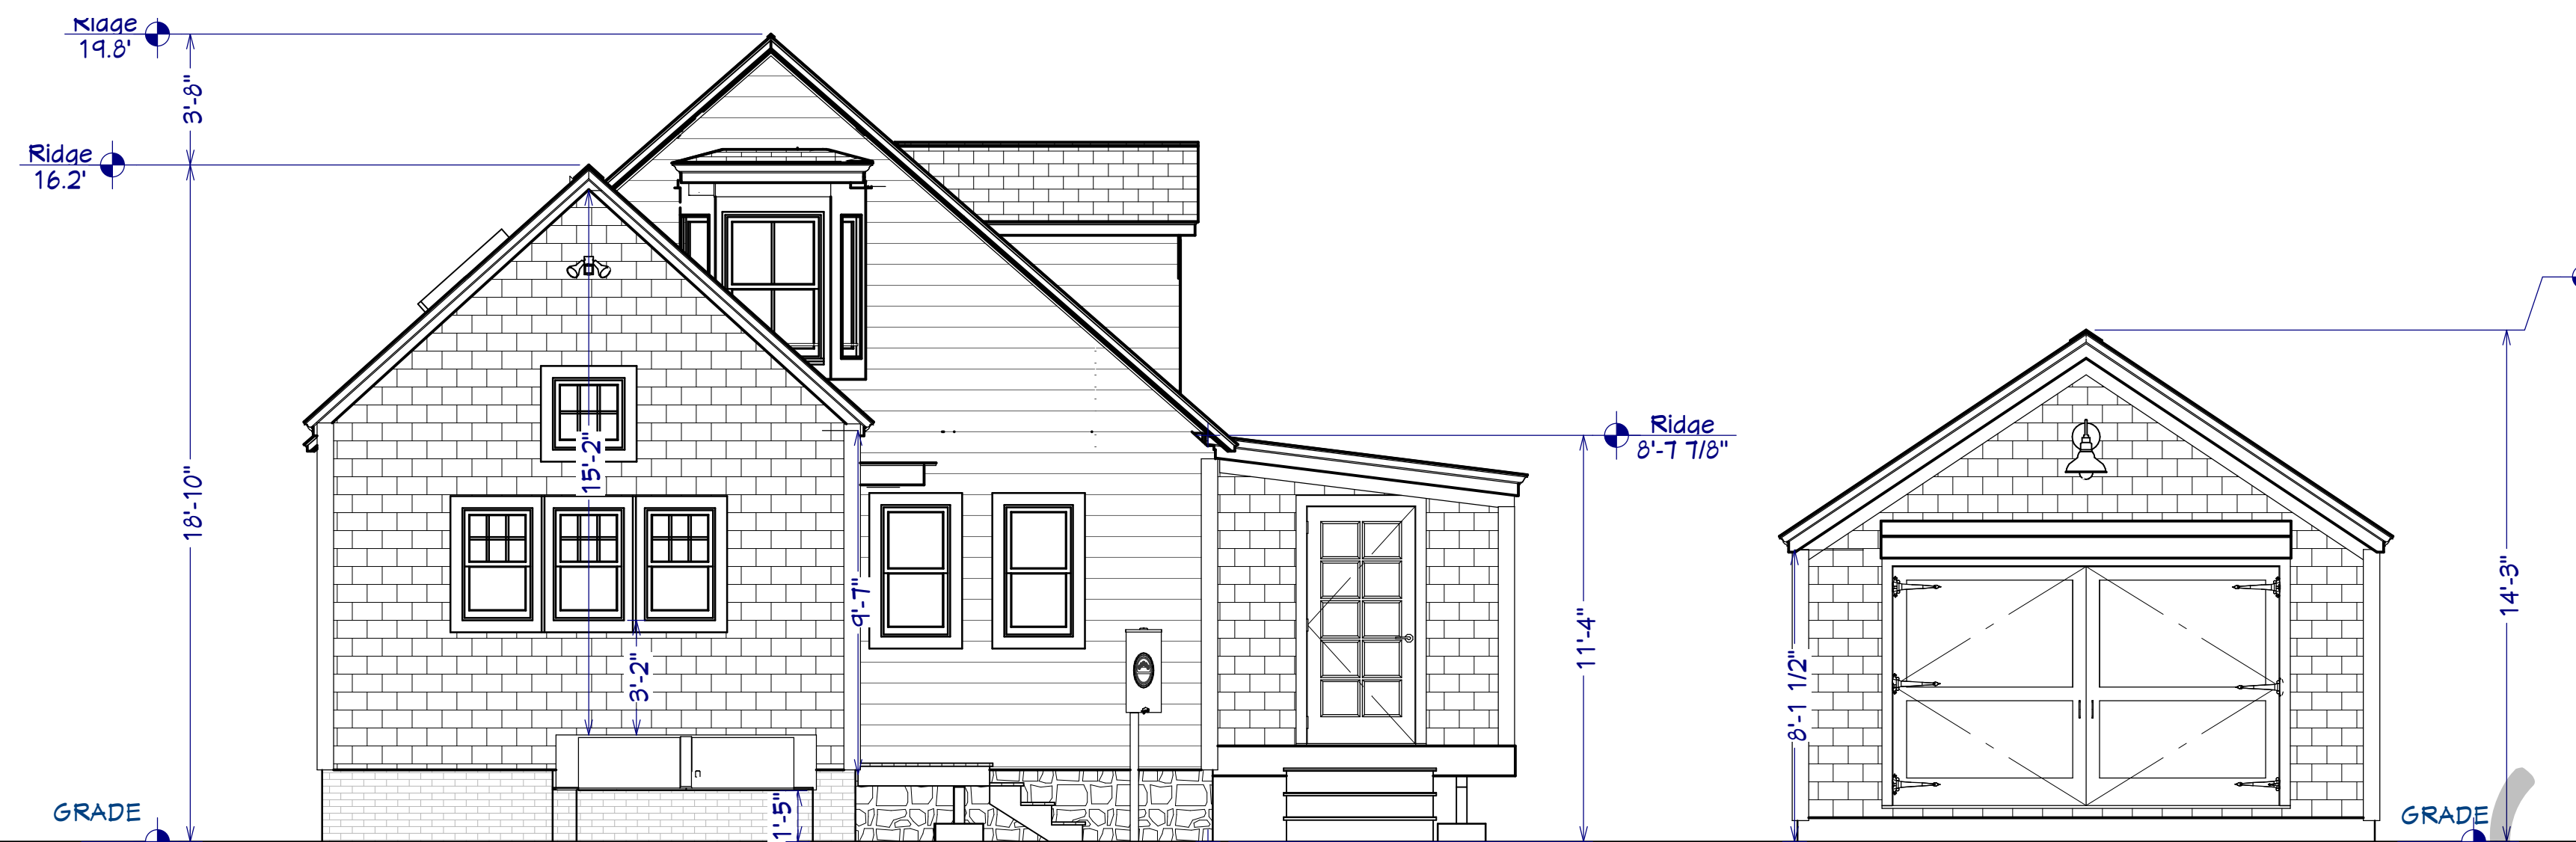 Ridge
19.8'
3'-8"
Ridge
16.2'
18'-10"
15'-2"
9'-7"
3'-2"
1'-5"
Ridge
8'-7 7/8"
11'-4"
8'-1 1/2"
14'-3"
GRADE
GRADE